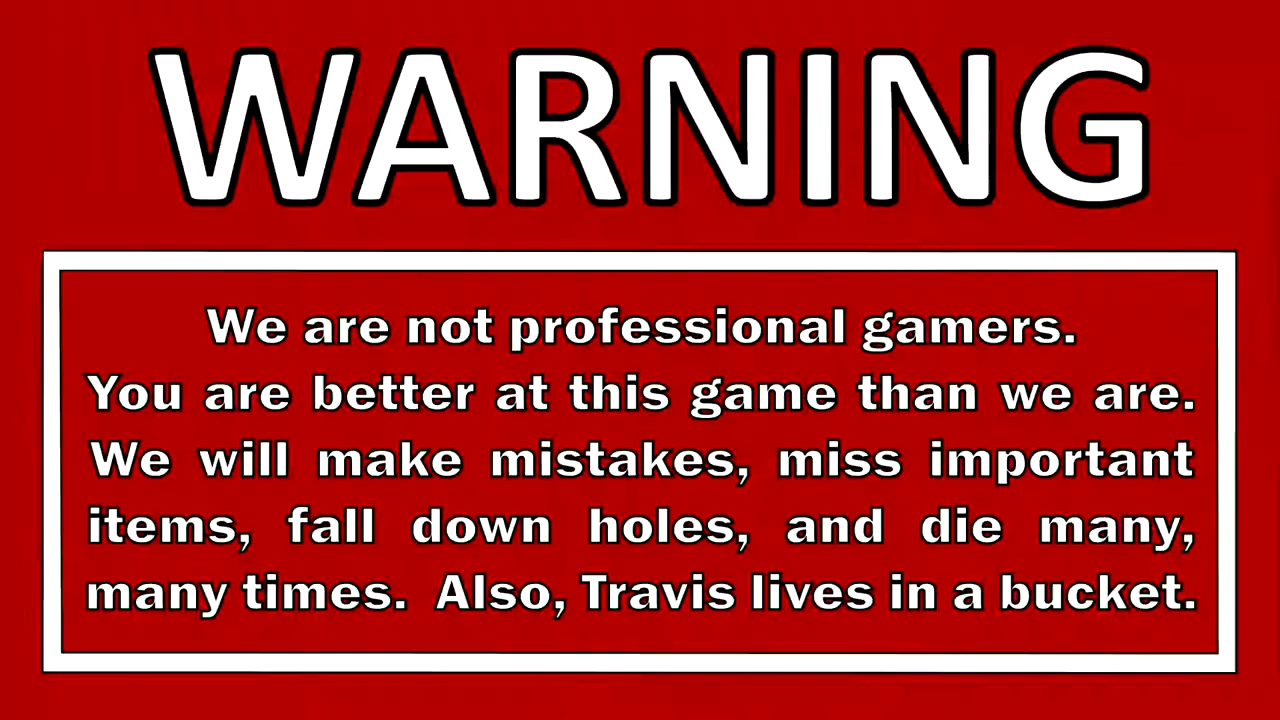 WARNING
We are not professional gamers.
You are better at this game than we are.
We will make mistakes, miss important
items, fall down holes, and die many,
many times. Also, Travis lives in a bucket.